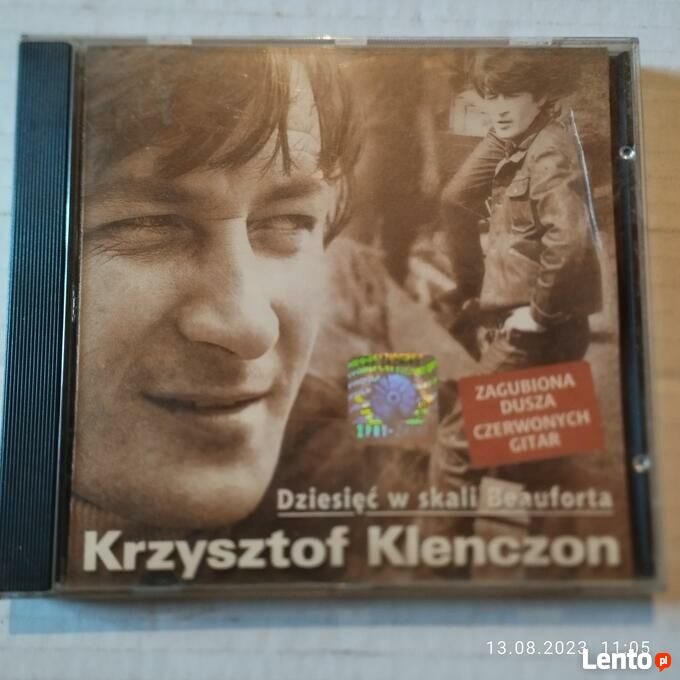 ZAGUBIONA
DUSZA
CZERWONYCH
GITAR
Dziesięć w skali Beauforta
Krzysztof Klenczon
13.08.2023 11:05
Lento pl